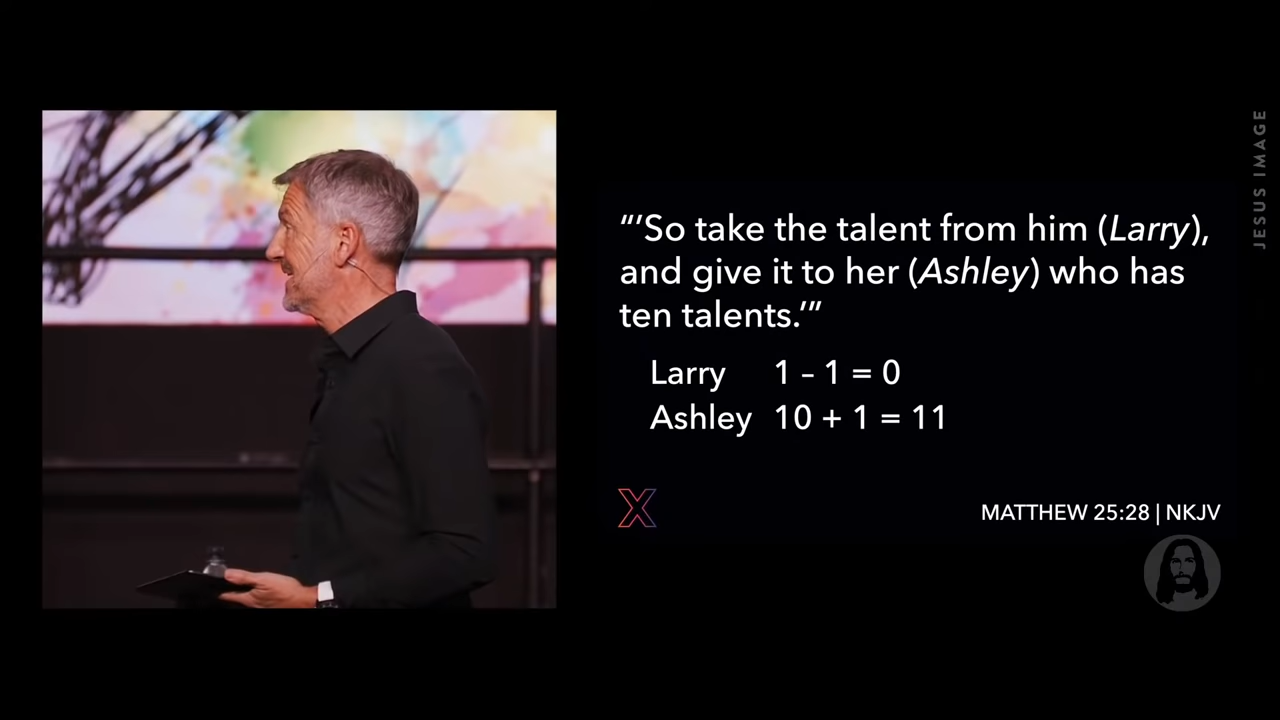 “‘So take the talent from him (Larry),
and give it to her (Ashley) who has
ten talents.’”
Larry 1 – 1 = 0
Ashley 10 + 1 = 11
X
MATTHEW 25:28 | NKJV
JESUS IMAGE